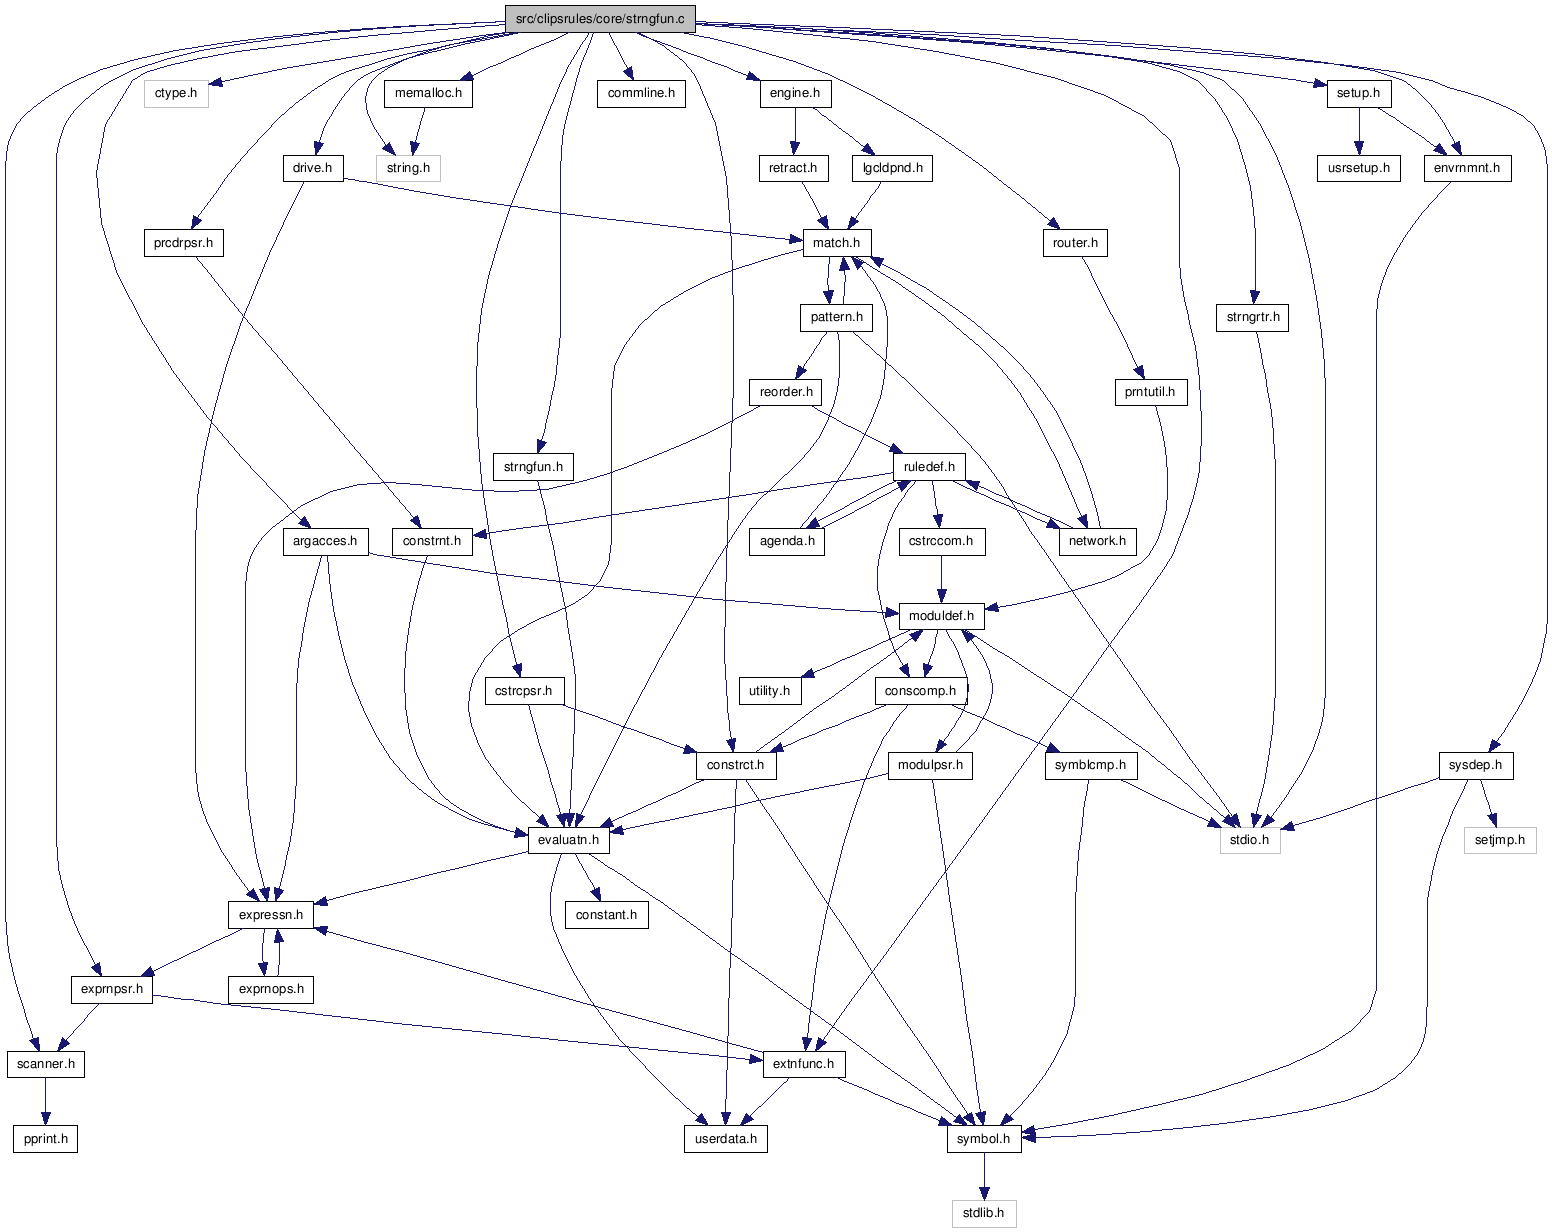 src/clipsrules/core/strngfun.c
ctype.h
memalloc.h
commline.h
engine.h
setup.h
drive.h
string.h
retract.h
lgcldpnd.h
usrsetup.h
envrnmnt.h
prcdrpsr.h
match.h
router.h
pattern.h
strngrtr.h
reorder.h
prntutil.h
strngfun.h
ruledef.h
argacces.h
constrnt.h
agenda.h
cstrccom.h
network.h
moduldef.h
cstrcpsr.h
utility.h
conscomp.h
constrct.h
modulpsr.h
symblcmp.h
sysdep.h
evaluatn.h
stdio.h
setjmp.h
expressn.h
constant.h
exprnpsr.h
exprnops.h
scanner.h
extnfunc.h
pprint.h
userdata.h
symbol.h
stdlib.h